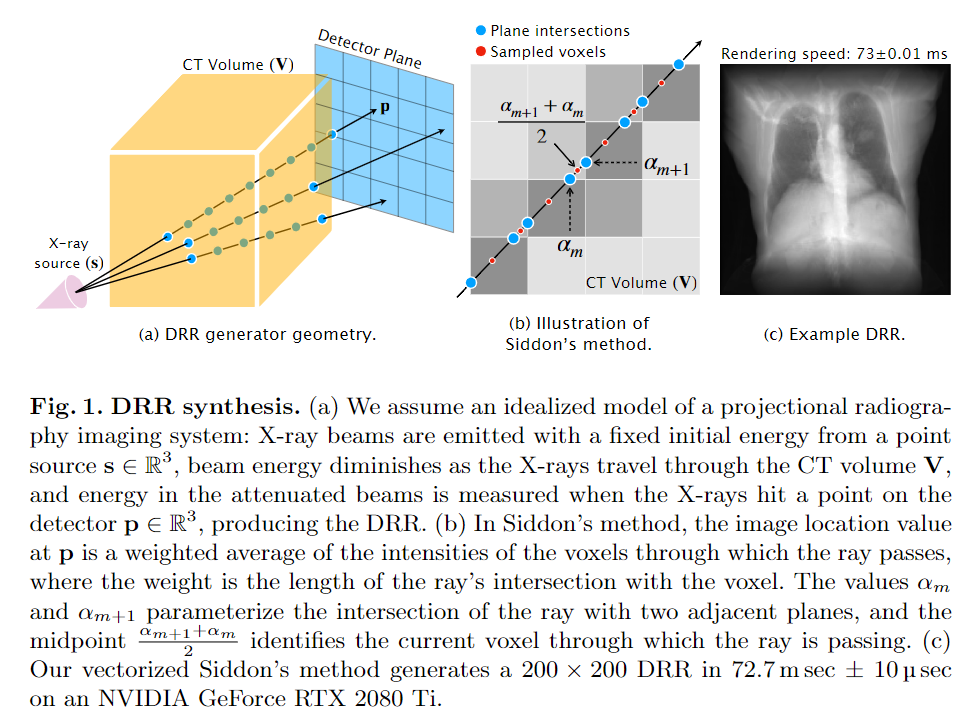 Detector Plane
CT Volume (V)
p
X-ray
source (s)
(a) DRR generator geometry.
Plane intersections
Sampled voxels
α_{m+1} + α_m
2
α_{m+1}
α_m
CT Volume (V)
(b) Illustration of
Siddon’s method.
Rendering speed: 73±0.01 ms
(c) Example DRR.
Fig. 1. DRR synthesis. (a) We assume an idealized model of a projectional radiogra-
phy imaging system: X-ray beams are emitted with a fixed initial energy from a point
source s ∈ ℝ³, beam energy diminishes as the X-rays travel through the CT volume V,
and energy in the attenuated beams is measured when the X-rays hit a point on the
detector p ∈ ℝ³, producing the DRR. (b) In Siddon’s method, the image location value
at p is a weighted average of the intensities of the voxels through which the ray passes,
where the weight is the length of the ray’s intersection with the voxel. The values α_m
and α_{m+1} parameterize the intersection of the ray with two adjacent planes, and the
midpoint (α_{m+1}+α_m)/2 identifies the current voxel through which the ray is passing. (c)
Our vectorized Siddon’s method generates a 200 × 200 DRR in 72.7 m sec ± 10 μ sec
on an NVIDIA GeForce RTX 2080 Ti.